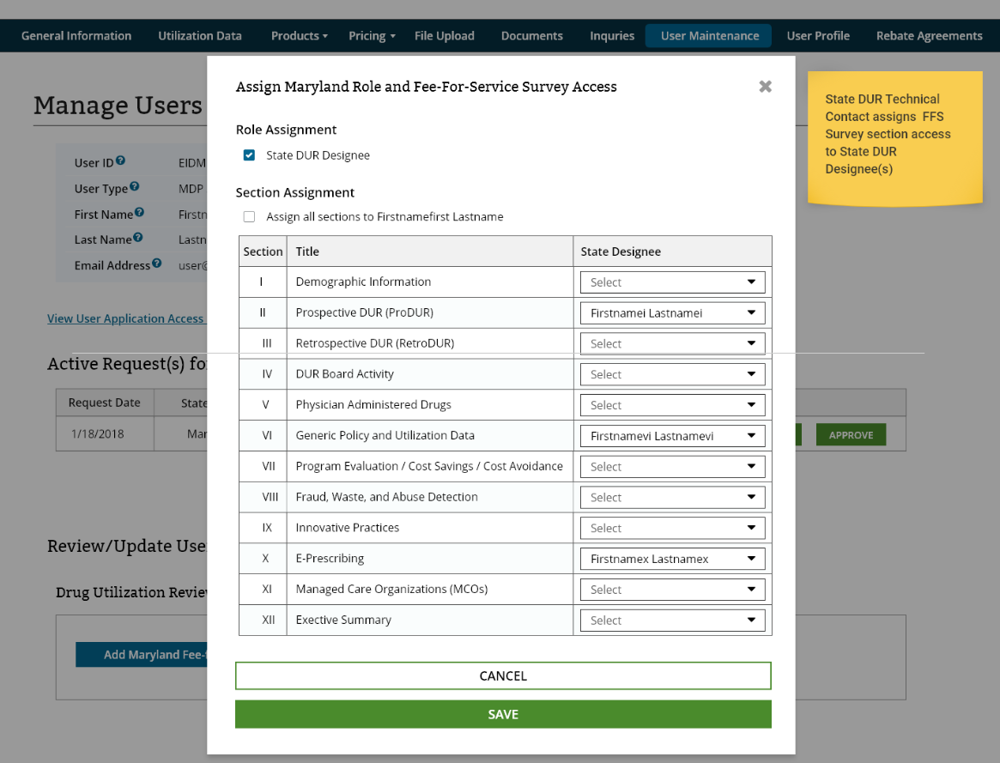 General Information Utilization Data Products Pricing File Upload Documents Inquries User Maintenance User Profile Rebate Agreements
Manage Users
User ID EIDM
User Type MDP
First Name Firstn
Last Name Lastn
Email Address user@
View User Application Access
Active Request(s) fo
Request Date State
1/18/2018 Mar
APPROVE
Review/Update Use
Drug Utilization Review
Add Maryland Fee-f
Assign Maryland Role and Fee-For-Service Survey Access
Role Assignment
State DUR Designee
Section Assignment
Assign all sections to Firstnamefirst Lastname
Section Title State Designee
I Demographic Information Select
II Prospective DUR (ProDUR) Firstnamei Lastnamei
III Retrospective DUR (RetroDUR) Select
IV DUR Board Activity Select
V Physician Administered Drugs Select
VI Generic Policy and Utilization Data Firstnamevi Lastnamevi
VII Program Evaluation / Cost Savings / Cost Avoidance Select
VIII Fraud, Waste, and Abuse Detection Select
IX Innovative Practices Select
X E-Prescribing Firstnamex Lastnamex
XI Managed Care Organizations (MCOs) Select
XII Exective Summary Select
CANCEL
SAVE
State DUR Technical
Contact assigns FFS
Survey section access
to State DUR
Designee(s)